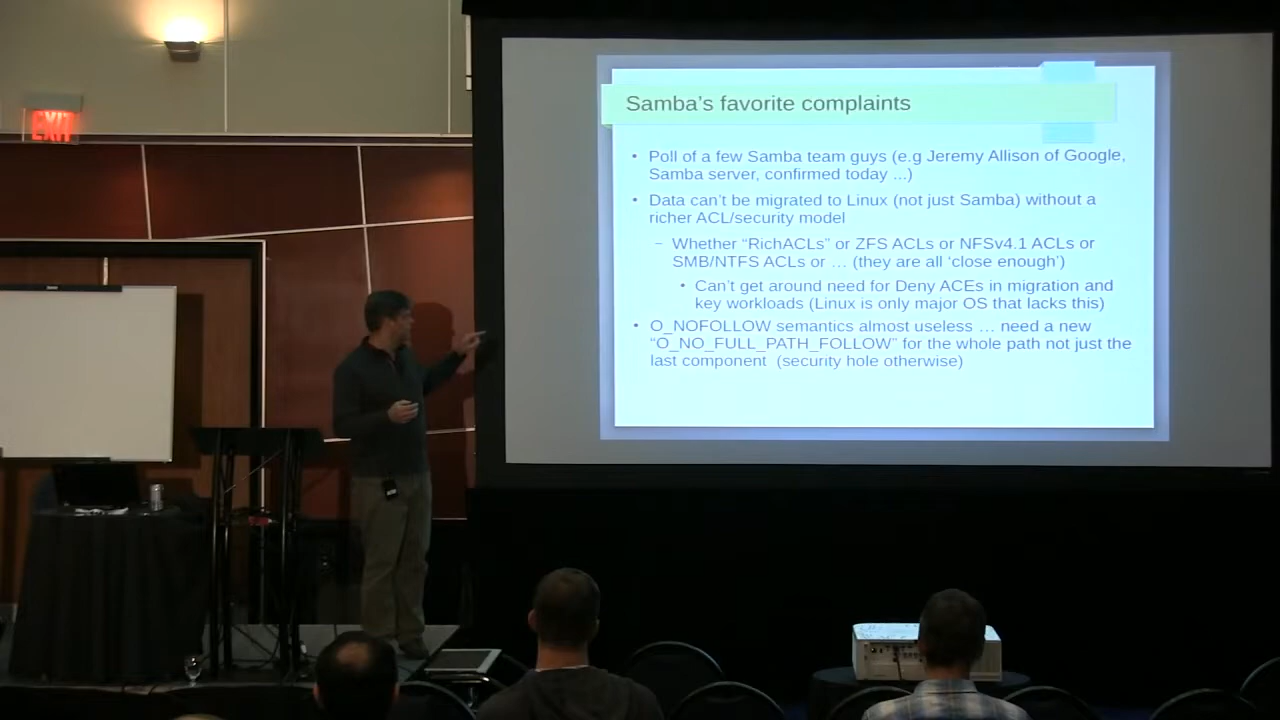 EXIT
Samba's favorite complaints
• Poll of a few Samba team guys (e.g Jeremy Allison of Google,
Samba server, confirmed today ...)
• Data can't be migrated to Linux (not just Samba) without a
richer ACL/security model
– Whether “RichACLs” or ZFS ACLs or NFSv4.1 ACLs or
SMB/NTFS ACLs or ... (they are all ‘close enough’)
• Can't get around need for Deny ACEs in migration and
key workloads (Linux is only major OS that lacks this)
• O_NOFOLLOW semantics almost useless ... need a new
“O_NO_FULL_PATH_FOLLOW” for the whole path not just the
last component (security hole otherwise)